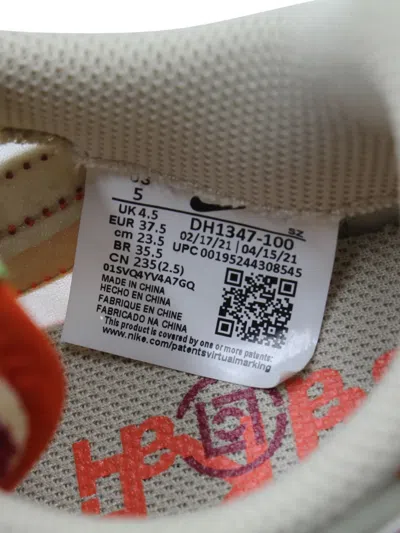 5
UK 4.5
EUR 37.5
cm 23.5
BR 35.5
CN 235(2.5)
01SVQ4YV4A7GQ
SZ
DH1347-100
02/17/21 | 04/15/21
UPC 00195244308545
MADE IN CHINA
HECHO EN CHINA
FABRIQUE EN CHINE
FABRICADO NA CHINA
*This product is covered by one or more patents:
www.nike.com/patentsvirtualmarking